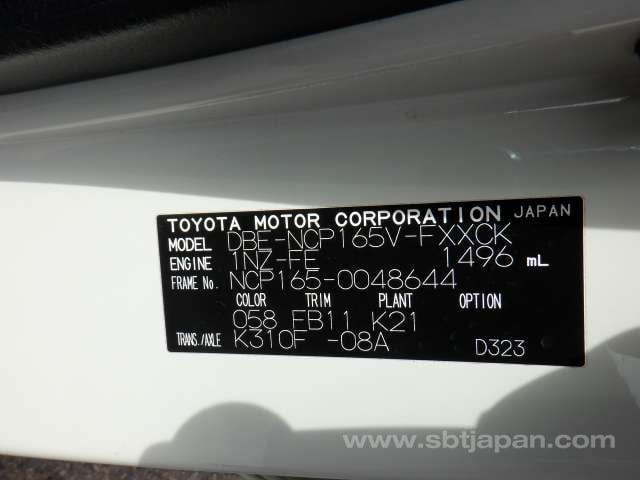 TOYOTA MOTOR CORPORATION JAPAN
MODEL DBE-NCP165V-FXXCK
ENGINE 1NZ-FE 1496 mL
FRAME No. NCP165-0048644
COLOR TRIM PLANT OPTION
058 FB11 K21
TRANS./AXLE K310F -08A D323
www.sbtjapan.com